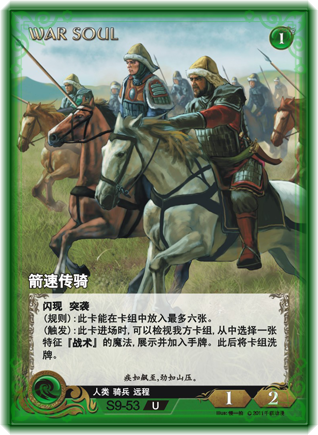 WAR SOUL
1
箭速传骑
闪现 突袭
(规则):此卡能在卡组中放入最多六张。
(触发):此卡进场时,可以检视我方卡组,从中选择一张
特征『战术』的魔法,展示并加入手牌。此后将卡组洗
牌。
疾如飙至,劲如山压。
人类 骑兵 远程
S9-53 U
1
2